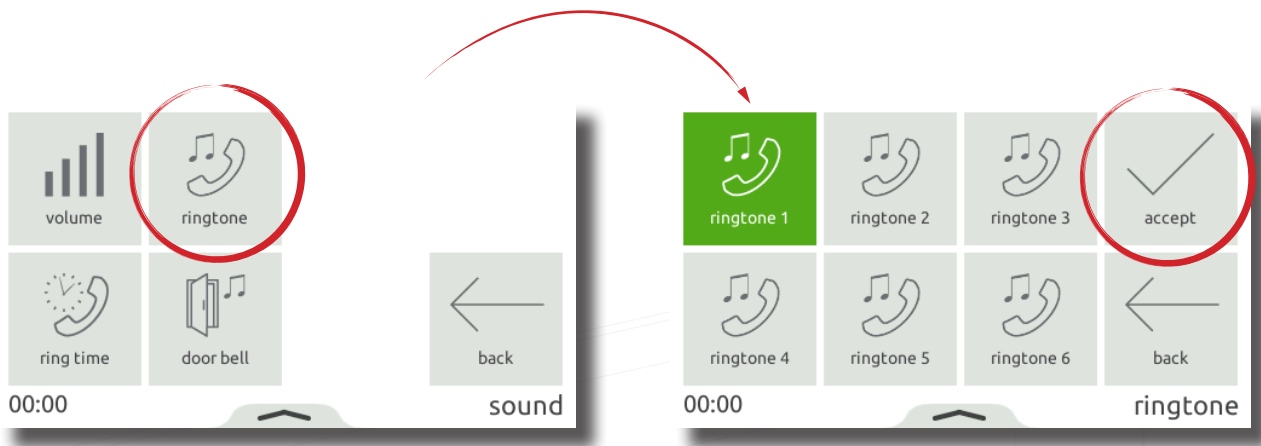 volume
ringtone
ring time
door bell
back
00:00
sound
ringtone 1
ringtone 2
ringtone 3
accept
ringtone 4
ringtone 5
ringtone 6
back
00:00
ringtone